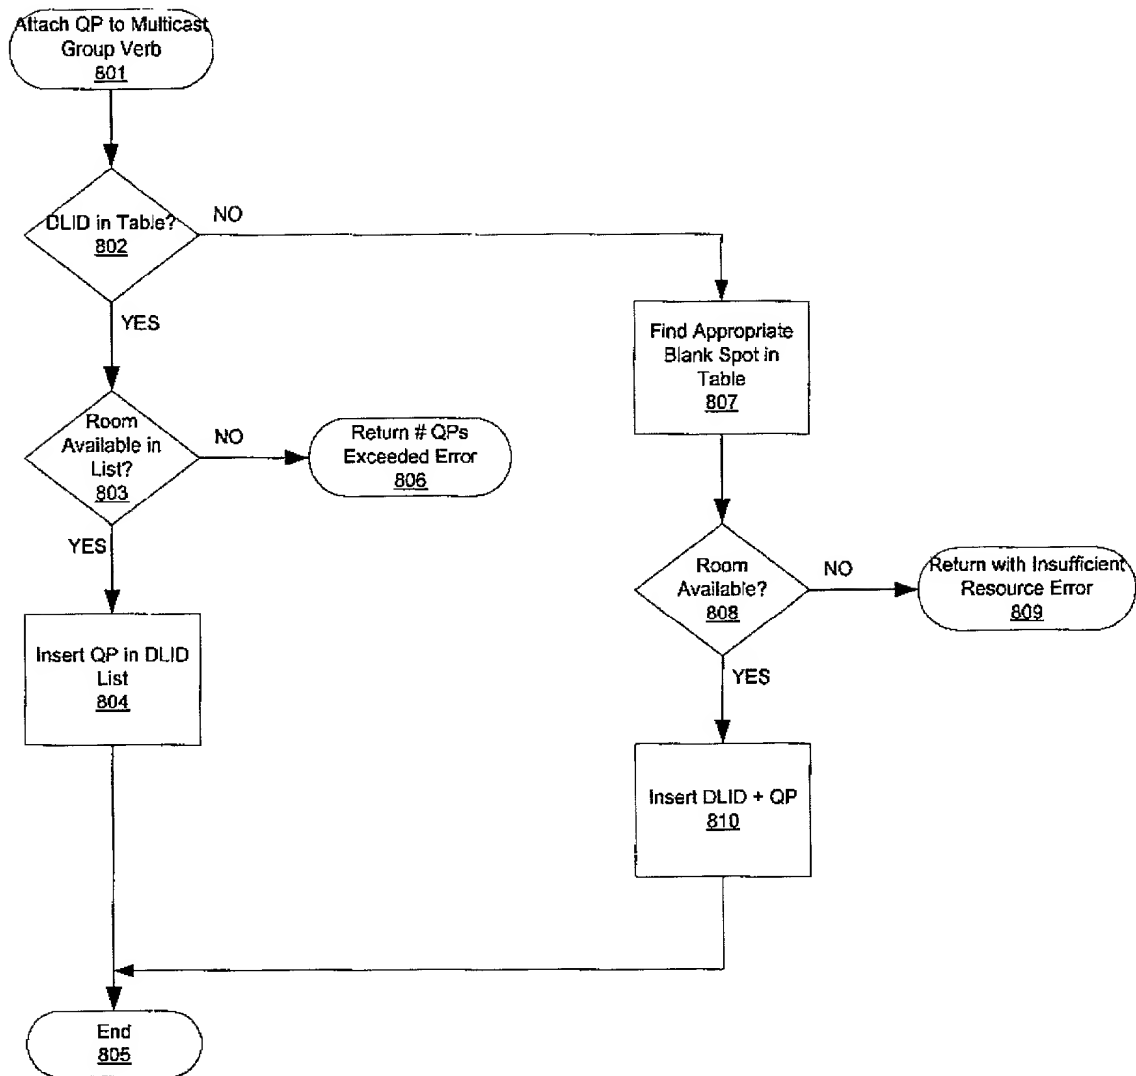 Attach QP to Multicast
Group Verb
801
DLID in Table?
802
NO
YES
Room
Available in
List?
803
NO
Return # QPs
Exceeded Error
806
YES
Insert QP in DLID
List
804
Find Appropriate
Blank Spot in
Table
807
Room
Available?
808
NO
Return with Insufficient
Resource Error
809
YES
Insert DLID + QP
810
End
805